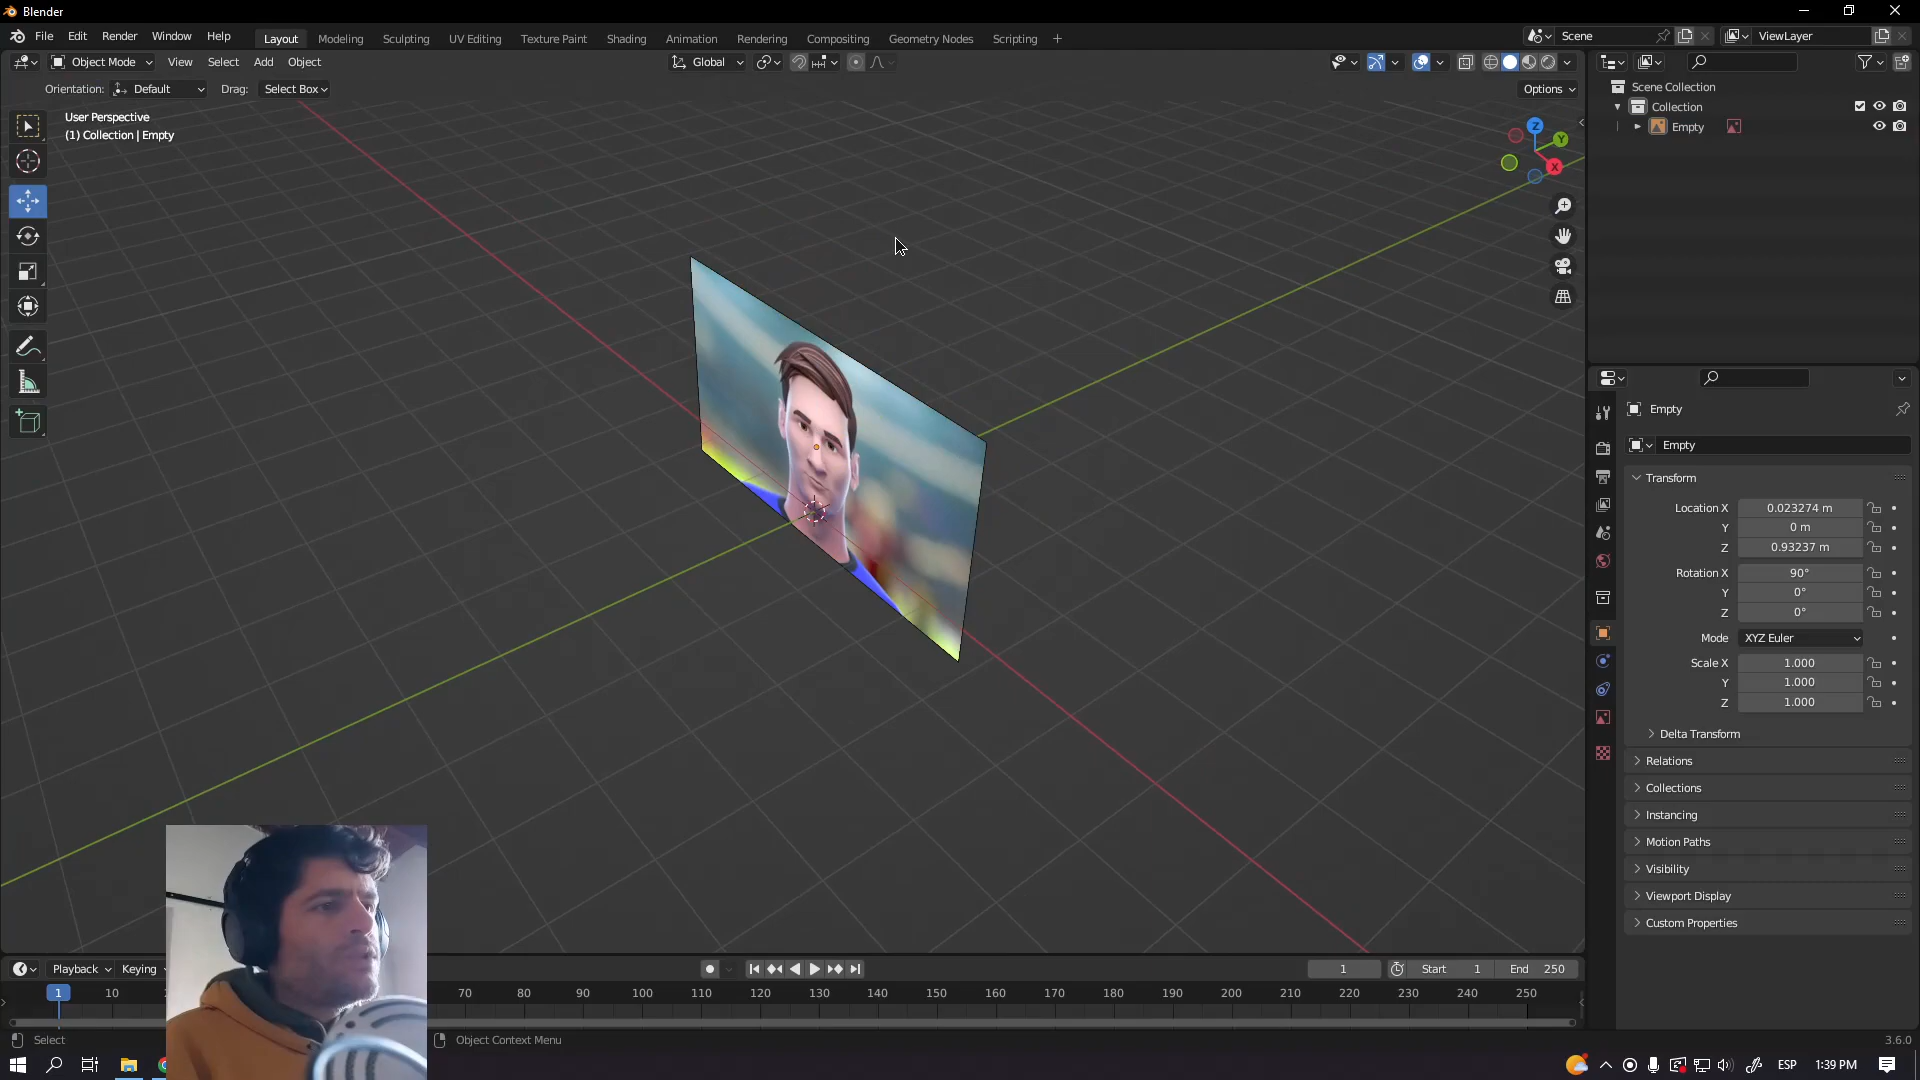 Blender
File Edit Render Window Help
Layout Modeling Sculpting UV Editing Texture Paint Shading Animation Rendering Compositing Geometry Nodes Scripting +
Scene ViewLayer
Object Mode View Select Add Object Global
Orientation: Default Drag: Select Box Options
User Perspective
(1) Collection | Empty
Z Y X
Scene Collection
Collection
Empty
Empty
Empty
Transform
Location X 0.023274 m
Y 0 m
Z 0.93237 m
Rotation X 90°
Y 0°
Z 0°
Mode XYZ Euler
Scale X 1.000
Y 1.000
Z 1.000
Delta Transform
Relations
Collections
Instancing
Motion Paths
Visibility
Viewport Display
Custom Properties
Playback Keying 1 Start 1 End 250
1 10 70 80 90 100 110 120 130 140 150 160 170 180 190 200 210 220 230 240 250
Select Object Context Menu 3.6.0
ESP 1:39 PM